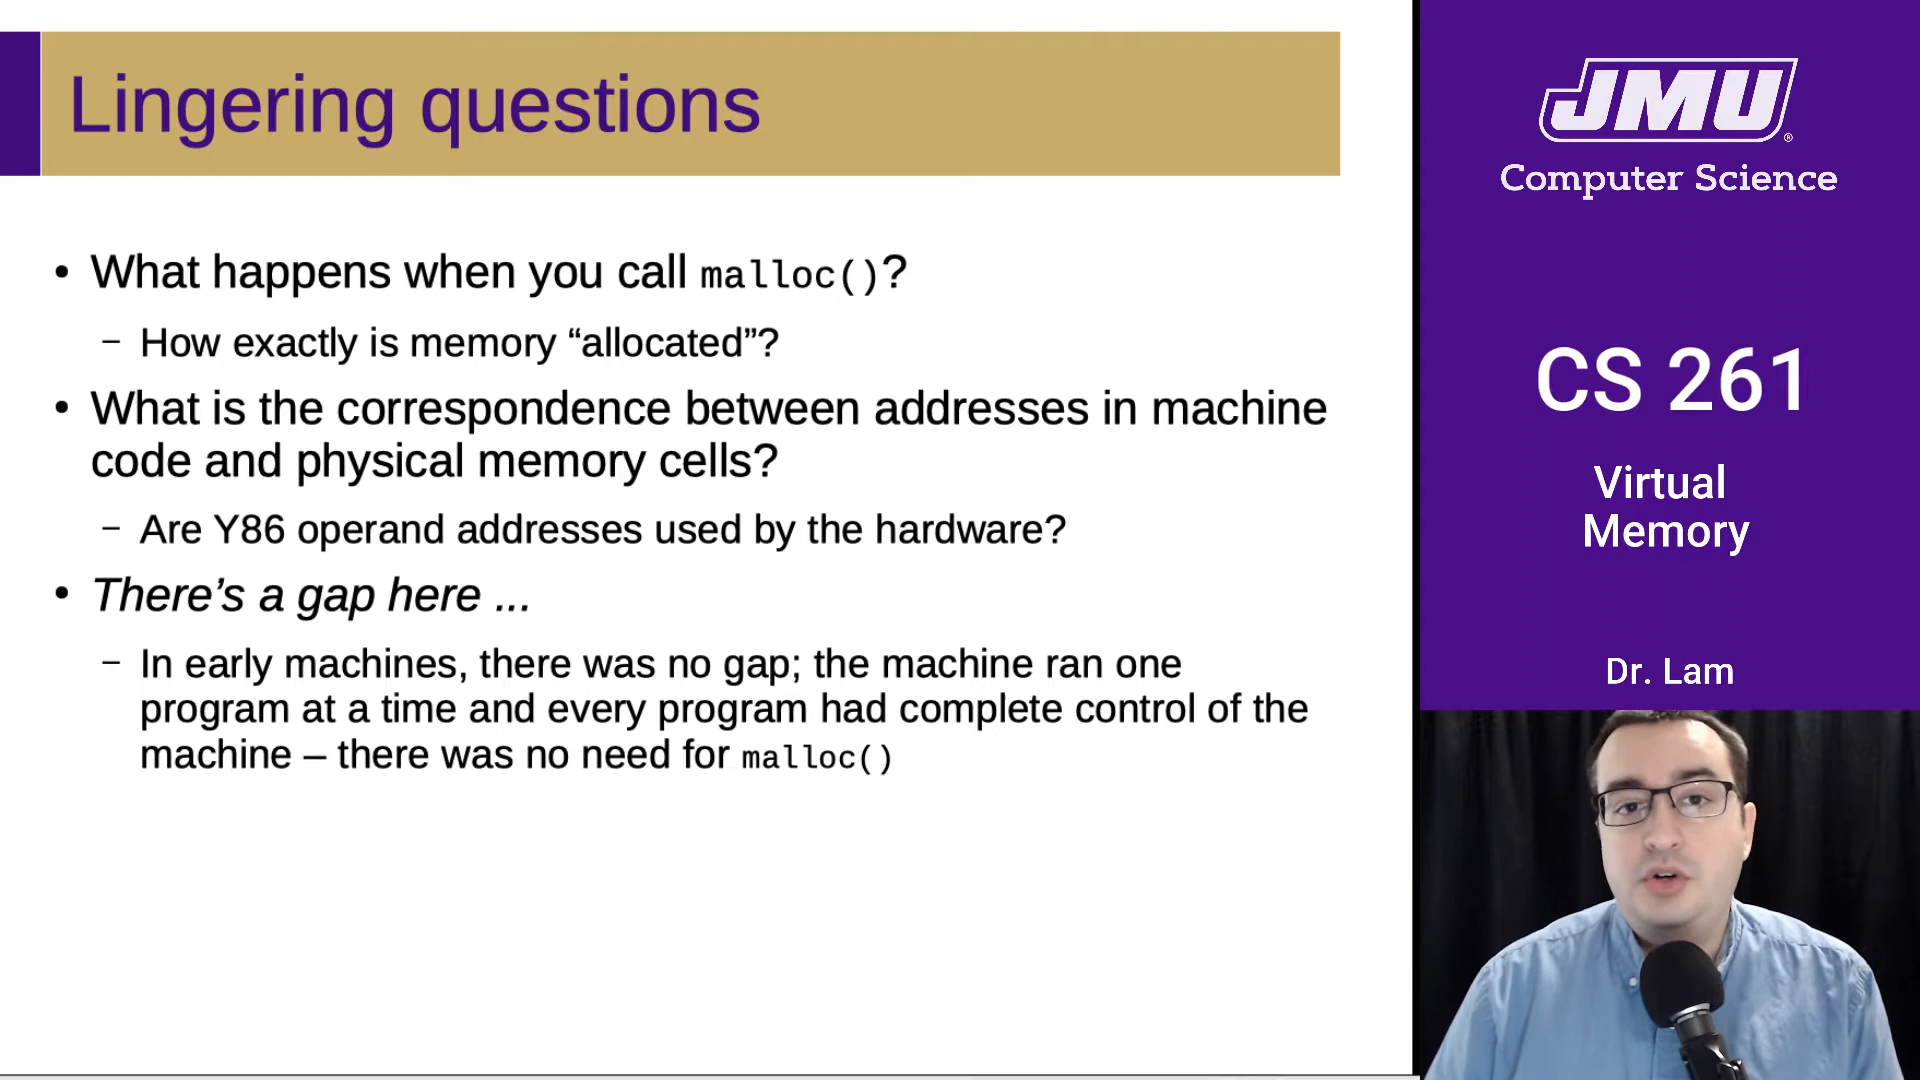 Lingering questions
• What happens when you call malloc()?
– How exactly is memory “allocated”?
• What is the correspondence between addresses in machine
code and physical memory cells?
– Are Y86 operand addresses used by the hardware?
• There’s a gap here ...
– In early machines, there was no gap; the machine ran one
program at a time and every program had complete control of the
machine – there was no need for malloc()
JMU®
Computer Science
CS 261
Virtual
Memory
Dr. Lam